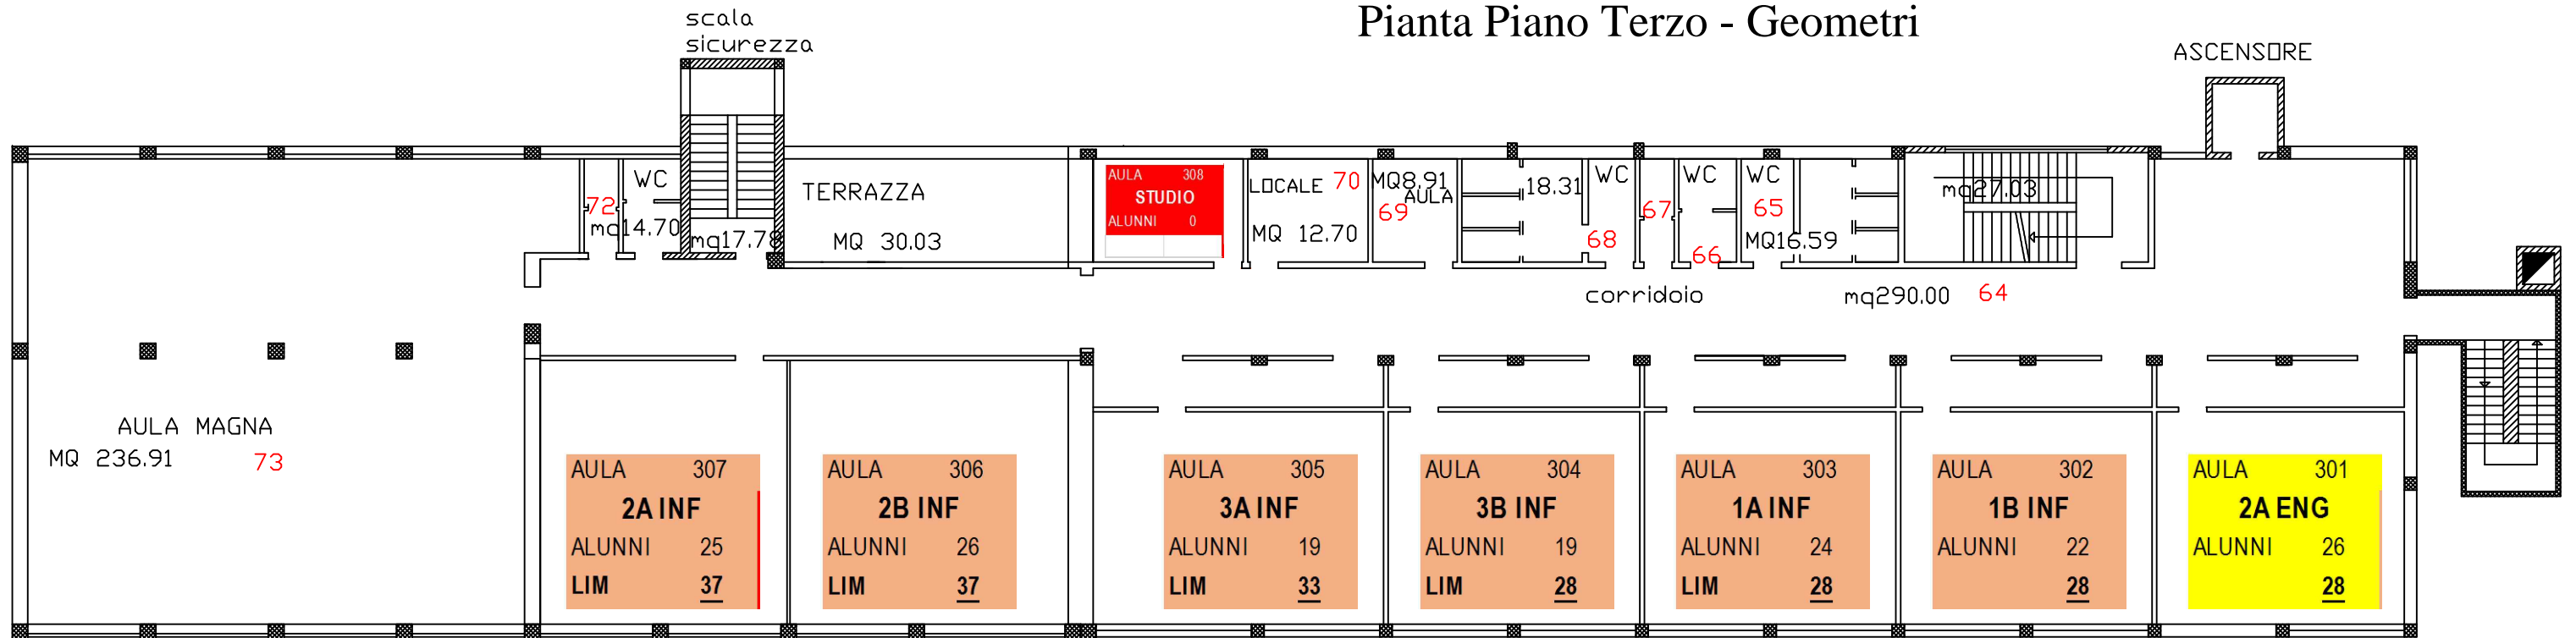 Pianta Piano Terzo - Geometri
scala
sicurezza
ASCENSORE
WC
72
mq14.70
mq17.78
TERRAZZA
MQ 30.03
AULA 308
STUDIO
ALUNNI 0
LOCALE 70
MQ 12.70
MQ8.91
AULA
69
18.31
WC
68
67
WC
66
WC
65
MQ16.59
mq27.03
corridoio
mq290.00 64
AULA MAGNA
MQ 236.91 73
AULA 307
2A INF
ALUNNI 25
LIM 37
AULA 306
2B INF
ALUNNI 26
LIM 37
AULA 305
3A INF
ALUNNI 19
LIM 33
AULA 304
3B INF
ALUNNI 19
LIM 28
AULA 303
1A INF
ALUNNI 24
LIM 28
AULA 302
1B INF
ALUNNI 22
28
AULA 301
2A ENG
ALUNNI 26
28